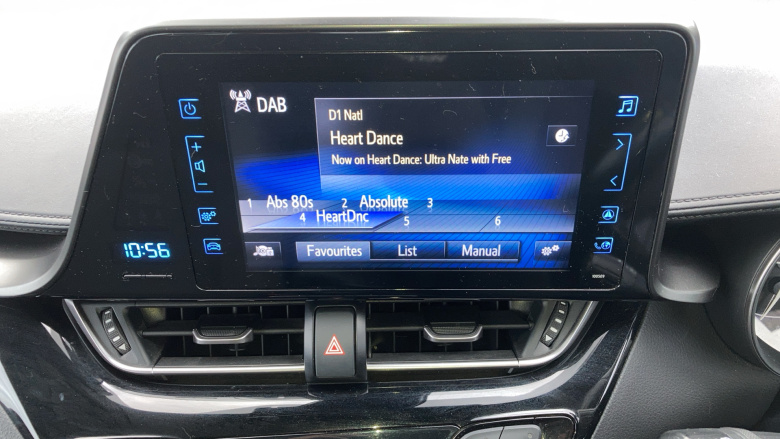 DAB
D1 Natl
Heart Dance
Now on Heart Dance: Ultra Nate with Free
1 Abs 80s 2 Absolute 3
4 HeartDnc 5 6
Favourites List Manual
10:56